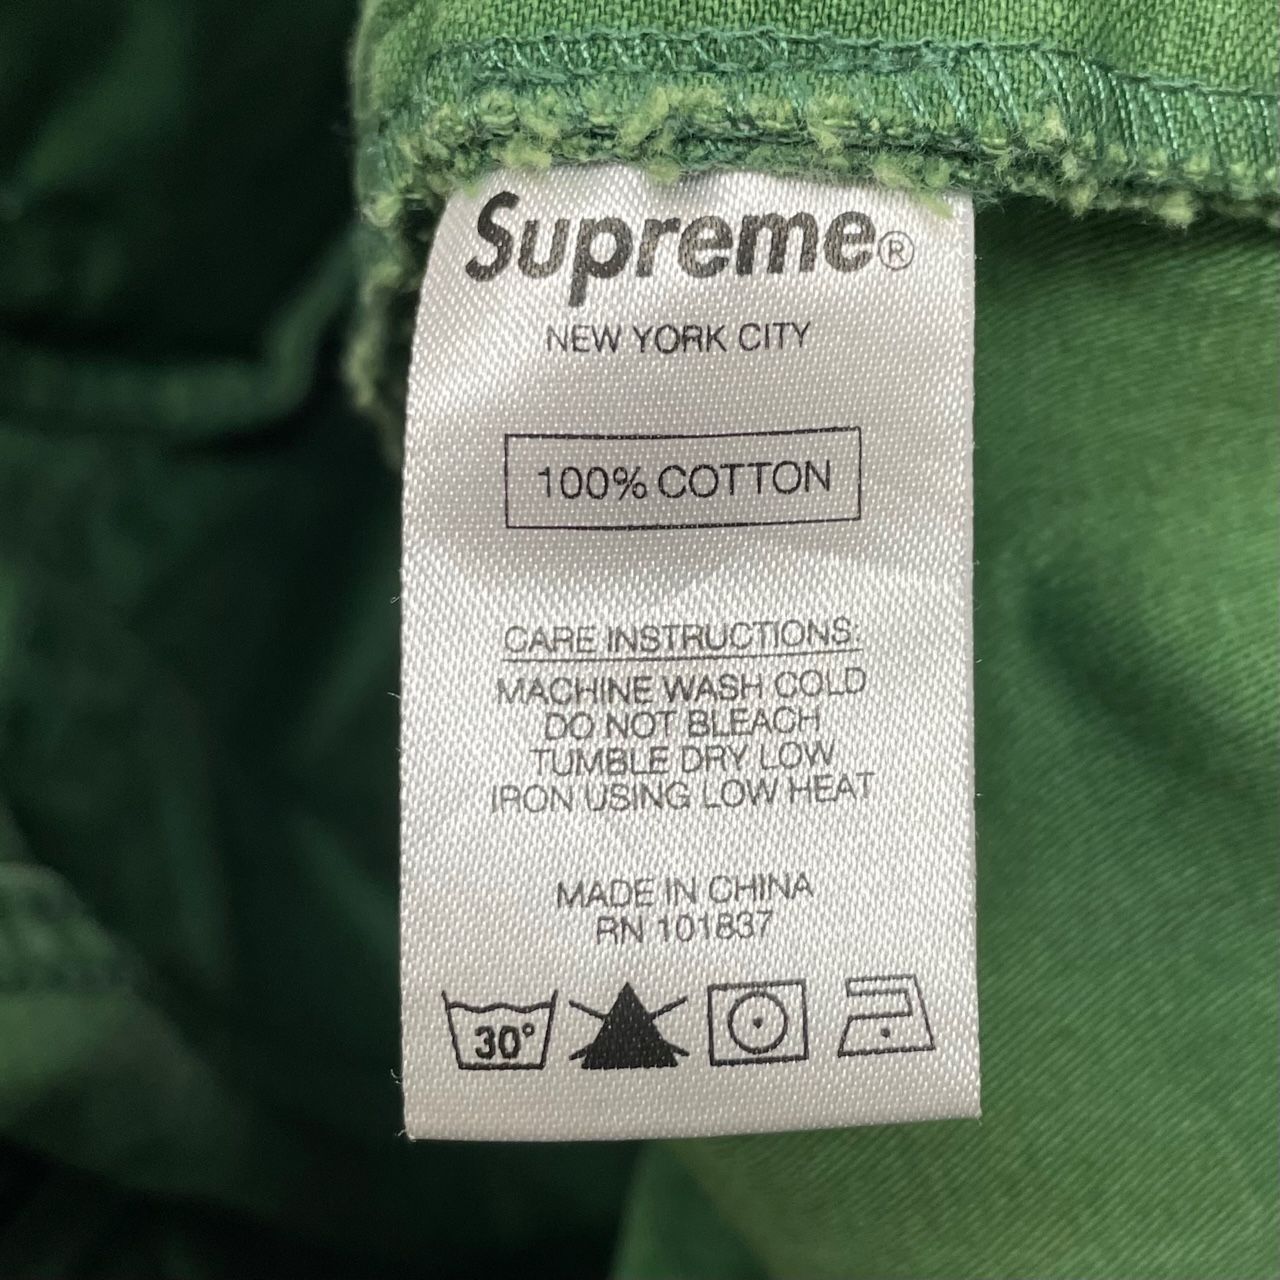 Supreme®
NEW YORK CITY
100% COTTON
CARE INSTRUCTIONS:
MACHINE WASH COLD
DO NOT BLEACH
TUMBLE DRY LOW
IRON USING LOW HEAT
MADE IN CHINA
RN 101837
30°